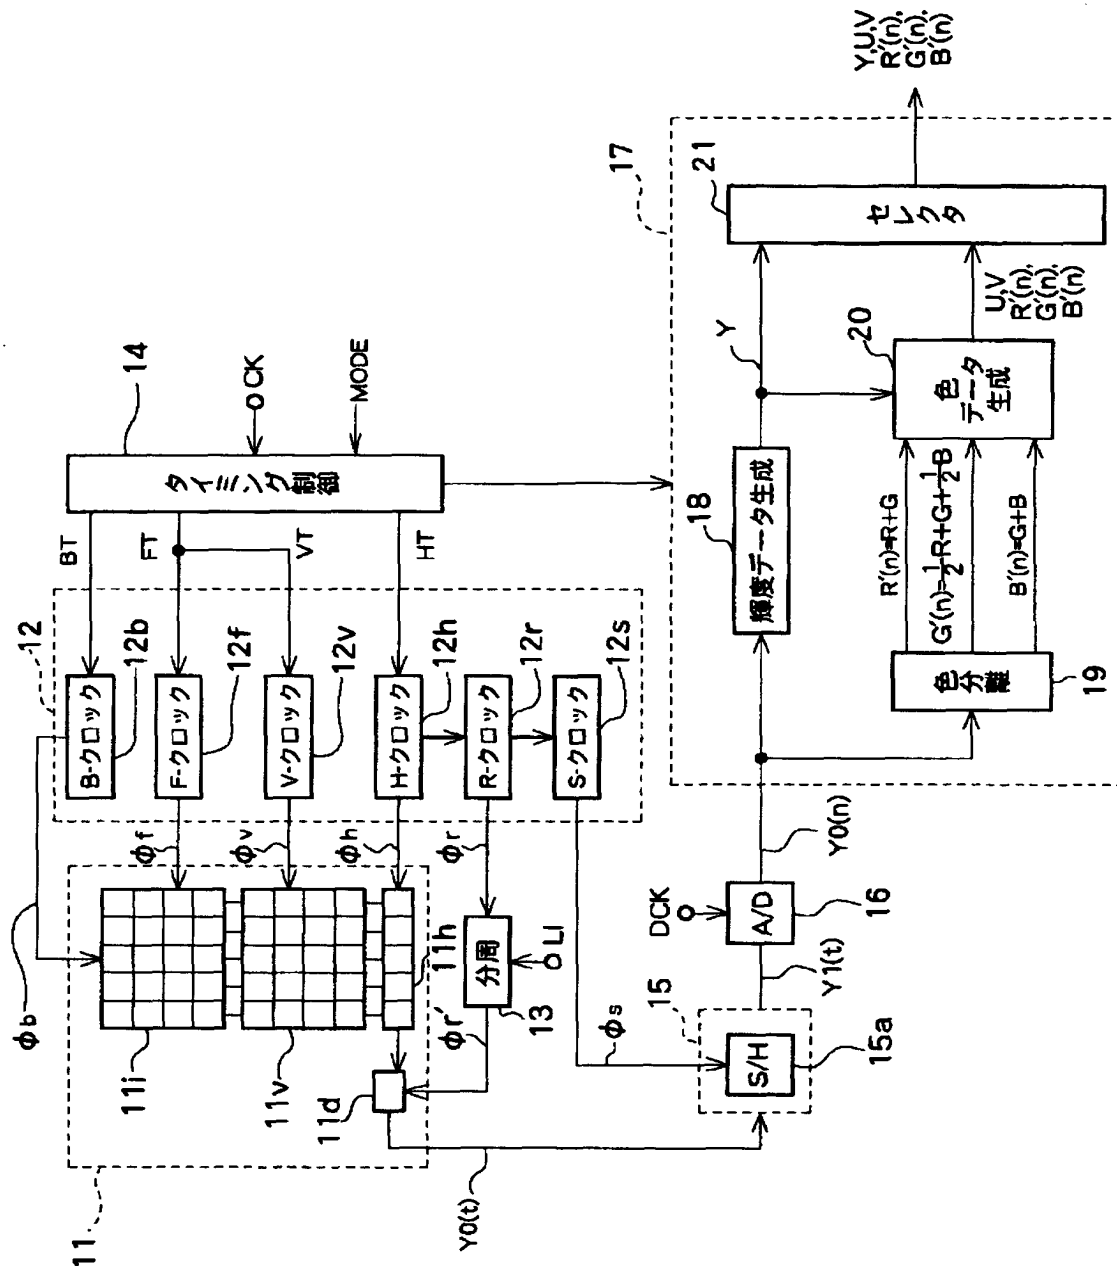 11
11i
11v
11h
11d
12
B-クロック
12b
F-クロック
12f
V-クロック
12v
H-クロック
12h
R-クロック
12r
S-クロック
12s
タイミング制御
14
CK
MODE
BT
FT
VT
HT
φb
φf
φv
φh
φr
φr'
φs
分周
13
LI
Y0(t)
15
S/H
15a
Y1(t)
DCK
A/D
16
Y0(n)
17
輝度データ生成
18
Y
色分離
19
R'(n)=R+G
G'(n)=1/2R+G+1/2B
B'(n)=G+B
色
データ
生成
20
U,V
R'(n),
G'(n),
B'(n)
セレクタ
21
Y,U,V
R'(n),
G'(n),
B'(n)